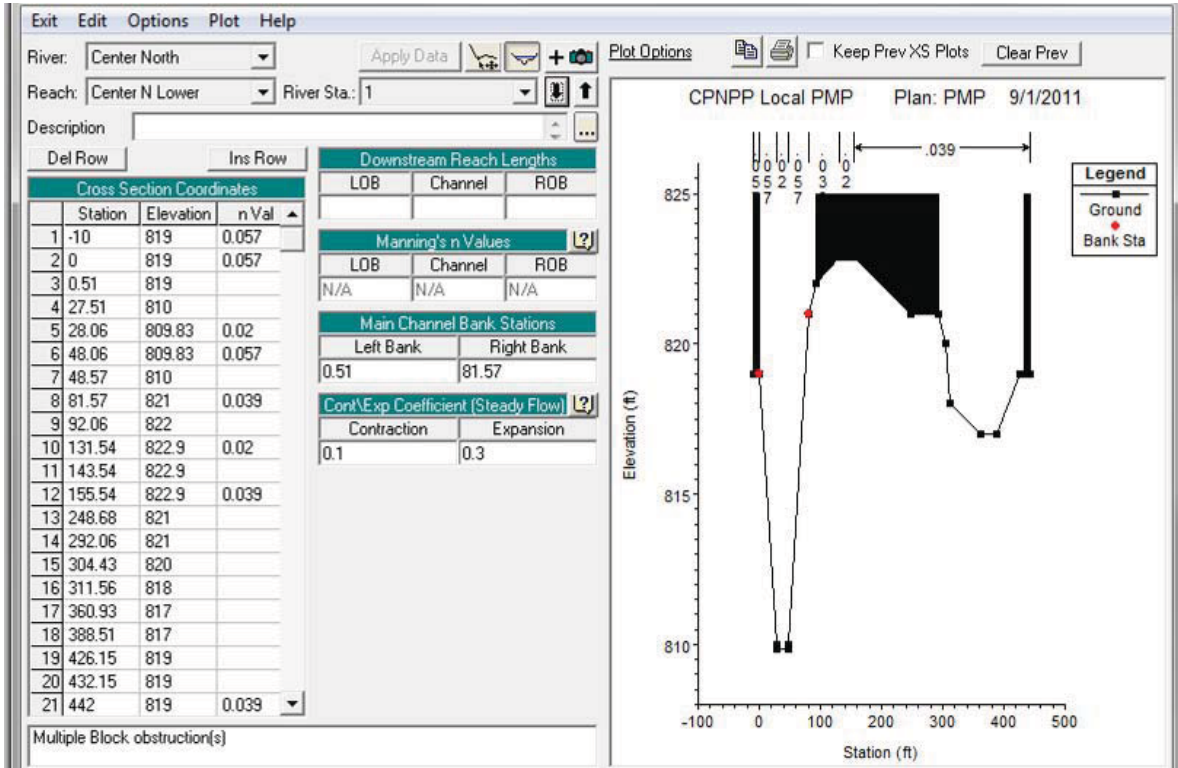 Exit Edit Options Plot Help
River: Center North Apply Data
Reach: Center N Lower River Sta.: 1
Description ...
Del Row Ins Row
Cross Section Coordinates
Station Elevation n Val
1 -10 819 0.057
2 0 819 0.057
3 0.51 819
4 27.51 810
5 28.06 809.83 0.02
6 48.06 809.83 0.057
7 48.57 810
8 81.57 821 0.039
9 92.06 822
10 131.54 822.9 0.02
11 143.54 822.9
12 155.54 822.9 0.039
13 248.68 821
14 292.06 821
15 304.43 820
16 311.56 818
17 360.93 817
18 388.51 817
19 426.15 819
20 432.15 819
21 442 819 0.039
Downstream Reach Lengths
LOB Channel ROB
Manning's n Values
LOB Channel ROB
N/A N/A N/A
Main Channel Bank Stations
Left Bank Right Bank
0.51 81.57
Cont\Exp Coefficient (Steady Flow)
Contraction Expansion
0.1 0.3
Multiple Block obstruction(s)
Plot Options Keep Prev XS Plots Clear Prev
CPNPP Local PMP Plan: PMP 9/1/2011
.057
.02
.057
.02
.039
Legend
Ground
Bank Sta
Elevation (ft)
825
820
815
810
-100 0 100 200 300 400 500
Station (ft)